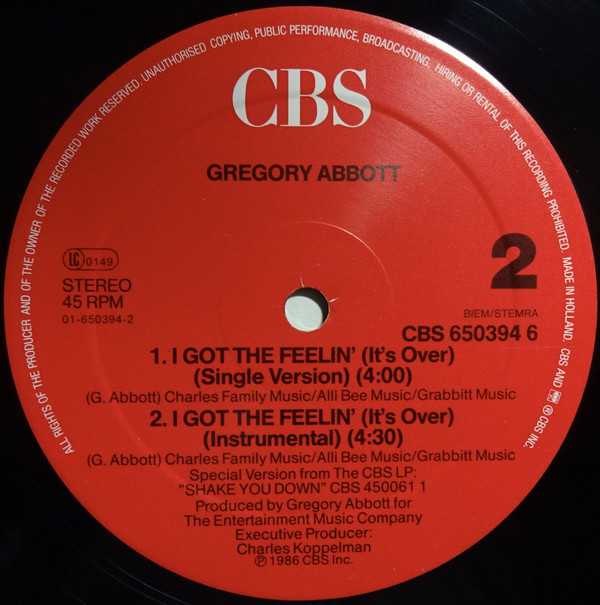 ALL RIGHTS OF THE PRODUCER AND OF THE OWNER OF THE RECORDED WORK RESERVED. UNAUTHORISED COPYING, PUBLIC PERFORMANCE, BROADCASTING, HIRING OR RENTAL OF THIS RECORDING PROHIBITED. MADE IN HOLLAND. CBS AND ® CBS INC.
CBS
GREGORY ABBOTT
LC 0149
2
STEREO
45 RPM
01-650394-2
BIEM/STEMRA
CBS 650394 6
1. I GOT THE FEELIN' (It's Over)
(Single Version) (4:00)
(G. Abbott) Charles Family Music/Alli Bee Music/Grabbitt Music
2. I GOT THE FEELIN' (It's Over)
(Instrumental) (4:30)
(G. Abbott) Charles Family Music/Alli Bee Music/Grabbitt Music
Special Version from The CBS LP:
"SHAKE YOU DOWN" CBS 450061 1
Produced by Gregory Abbott for
The Entertainment Music Company
Executive Producer:
Charles Koppelman
℗ 1986 CBS Inc.